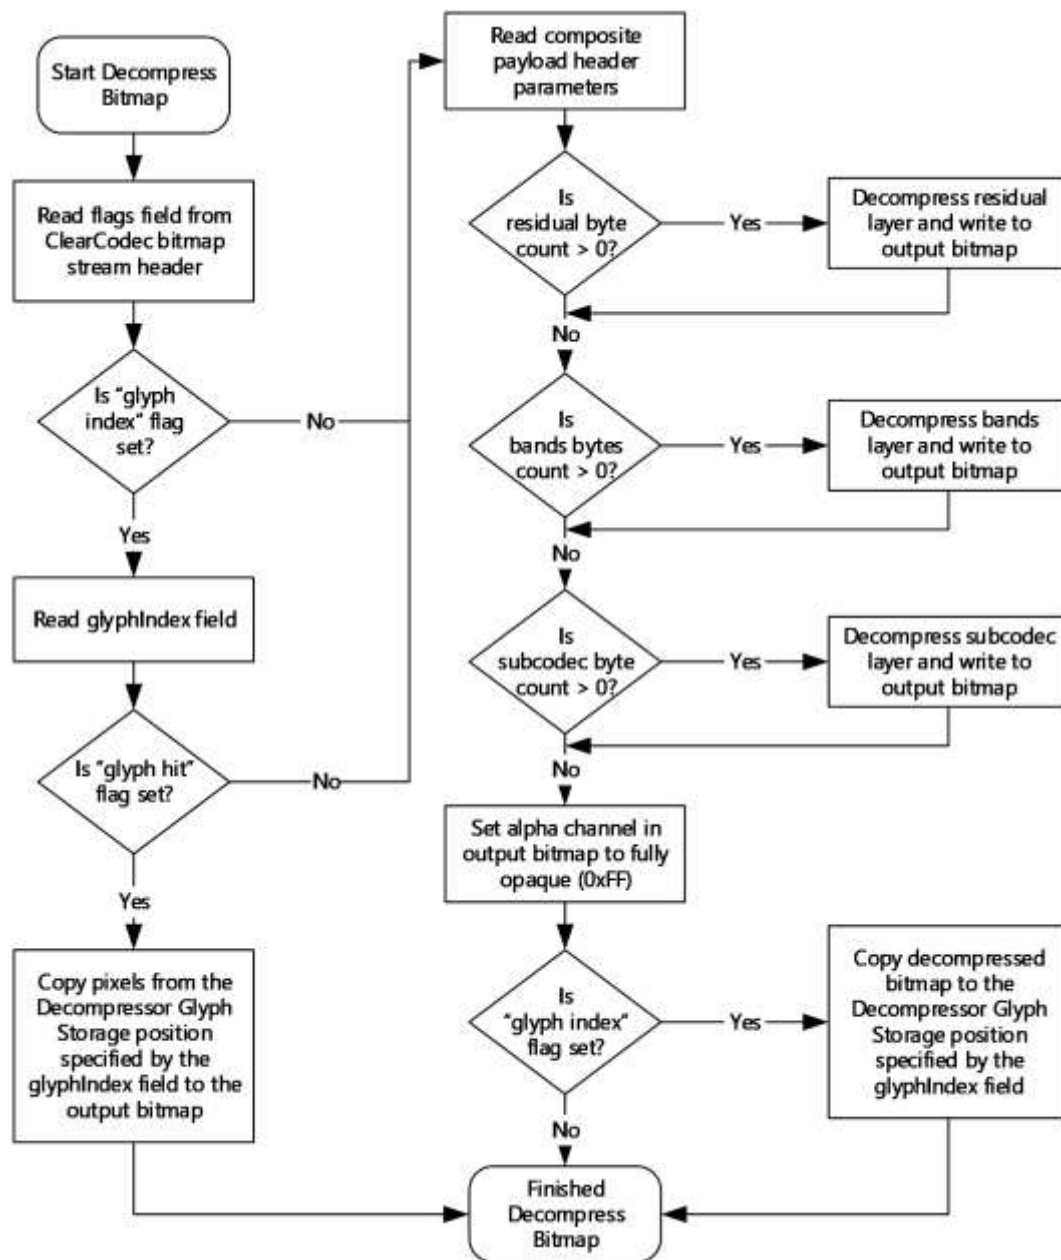 Start Decompress
Bitmap
Read flags field from
ClearCodec bitmap
stream header
Is “glyph
index” flag
set?
No
Yes
Read glyphIndex field
Is “glyph hit”
flag set?
No
Yes
Copy pixels from the
Decompressor Glyph
Storage position
specified by the
glyphIndex field to the
output bitmap
Read composite
payload header
parameters
Is
residual byte
count > 0?
Yes
Decompress residual
layer and write to
output bitmap
No
Is
bands bytes
count > 0?
Yes
Decompress bands
layer and write to
output bitmap
No
Is
subcodec byte
count > 0?
Yes
Decompress subcodec
layer and write to
output bitmap
No
Set alpha channel in
output bitmap to fully
opaque (0xFF)
Is
“glyph index”
flag set?
Yes
Copy decompressed
bitmap to the
Decompressor Glyph
Storage position
specified by the
glyphIndex field
No
Finished
Decompress
Bitmap